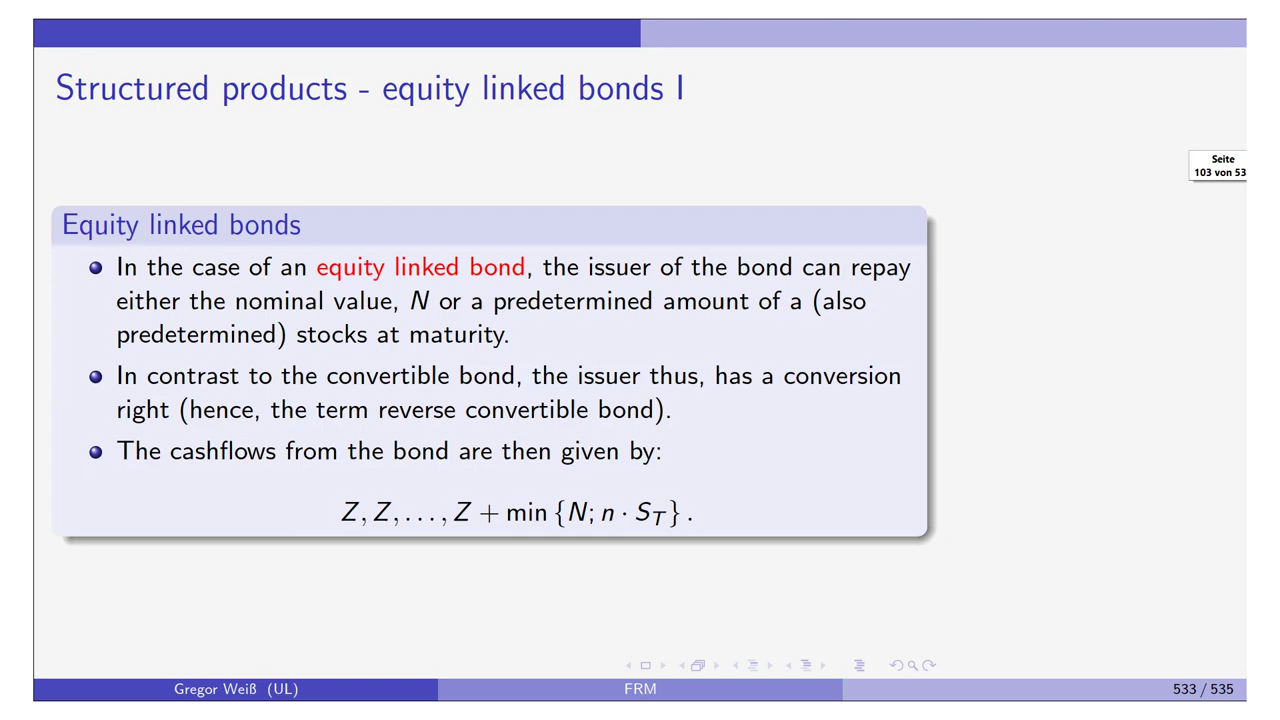 Structured products - equity linked bonds I
Seite
103 von 53
Equity linked bonds
In the case of an equity linked bond, the issuer of the bond can repay
either the nominal value, N or a predetermined amount of a (also
predetermined) stocks at maturity.
In contrast to the convertible bond, the issuer thus, has a conversion
right (hence, the term reverse convertible bond).
The cashflows from the bond are then given by:
Z, Z, . . . , Z + min {N; n · S_T} .
Gregor Weiß (UL) FRM 533 / 535